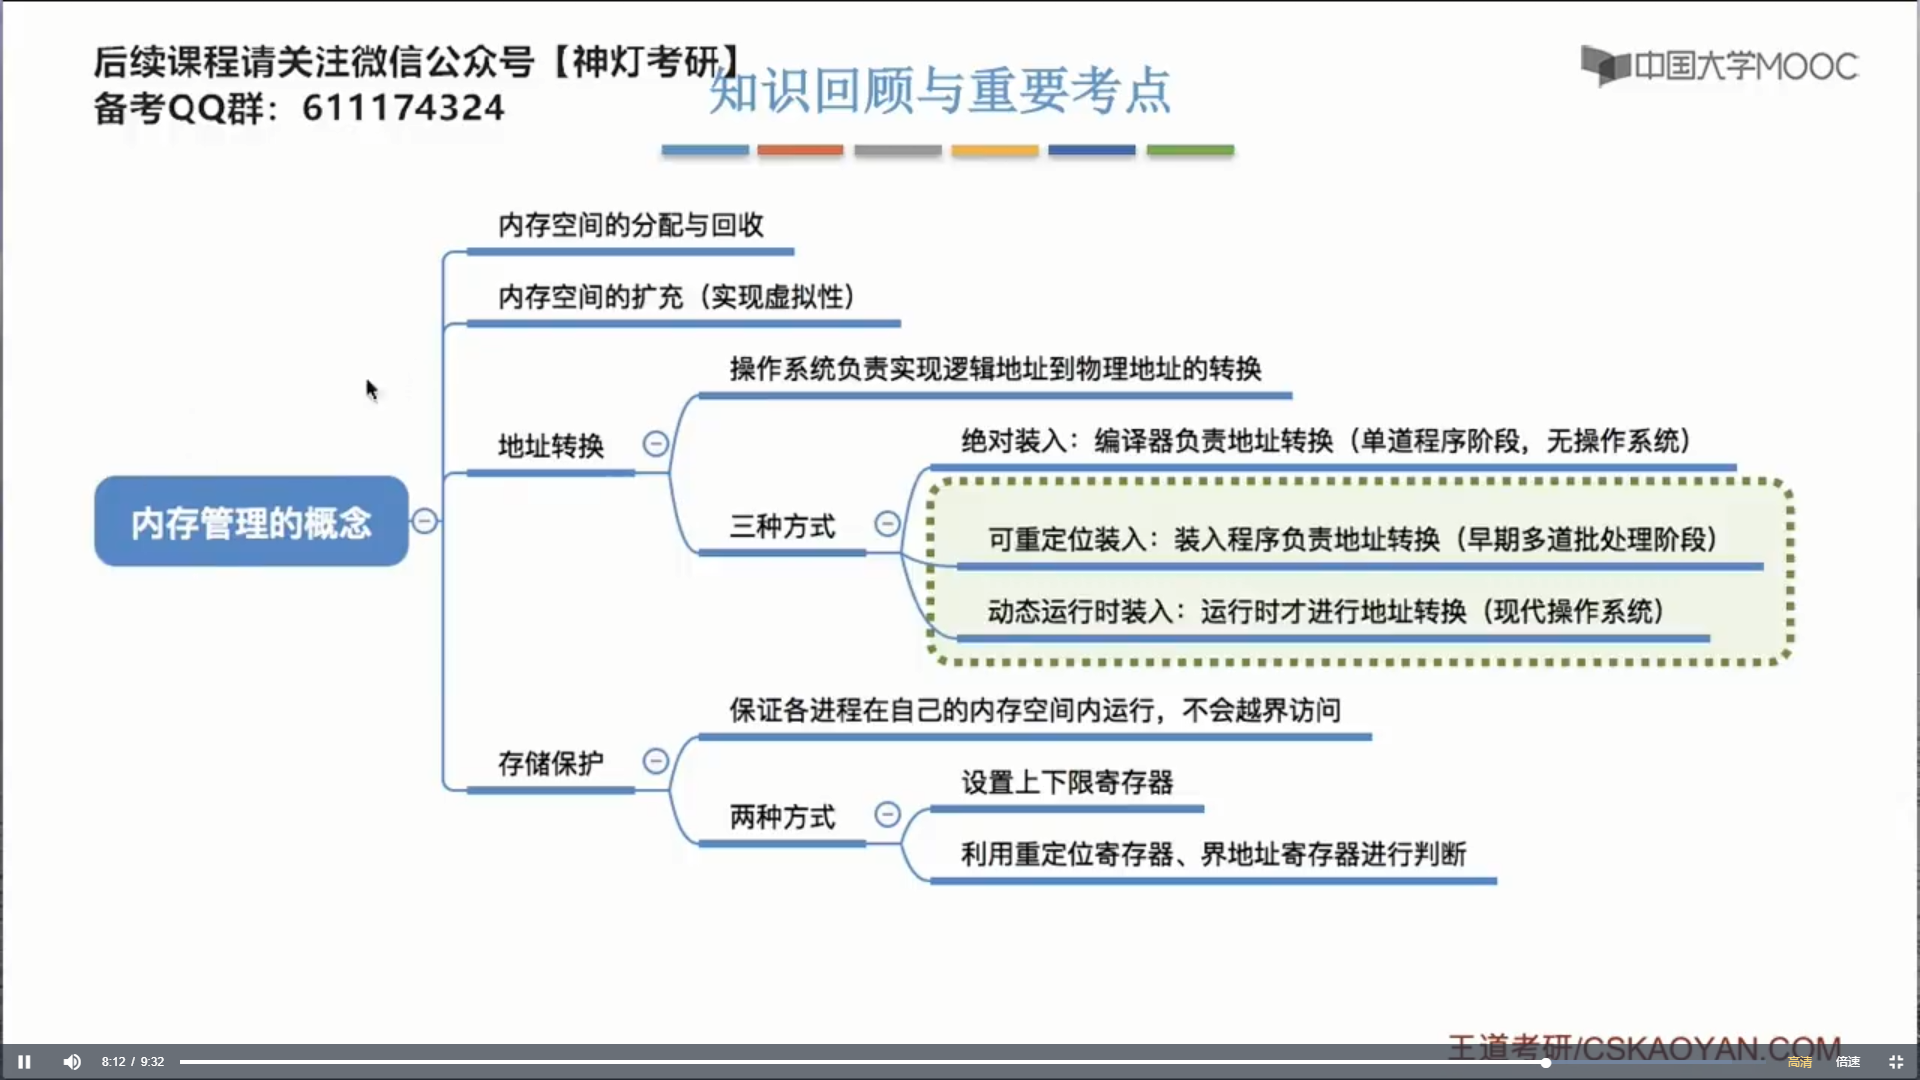 后续课程请关注微信公众号【神灯考研】
备考QQ群：611174324
知识回顾与重要考点
中国大学MOOC
内存管理的概念
内存空间的分配与回收
内存空间的扩充（实现虚拟性）
地址转换
操作系统负责实现逻辑地址到物理地址的转换
三种方式
绝对装入：编译器负责地址转换（单道程序阶段，无操作系统）
可重定位装入：装入程序负责地址转换（早期多道批处理阶段）
动态运行时装入：运行时才进行地址转换（现代操作系统）
存储保护
保证各进程在自己的内存空间内运行，不会越界访问
两种方式
设置上下限寄存器
利用重定位寄存器、界地址寄存器进行判断
王道考研/CSKAOYAN.COM
8:12 / 9:32
高清
倍速